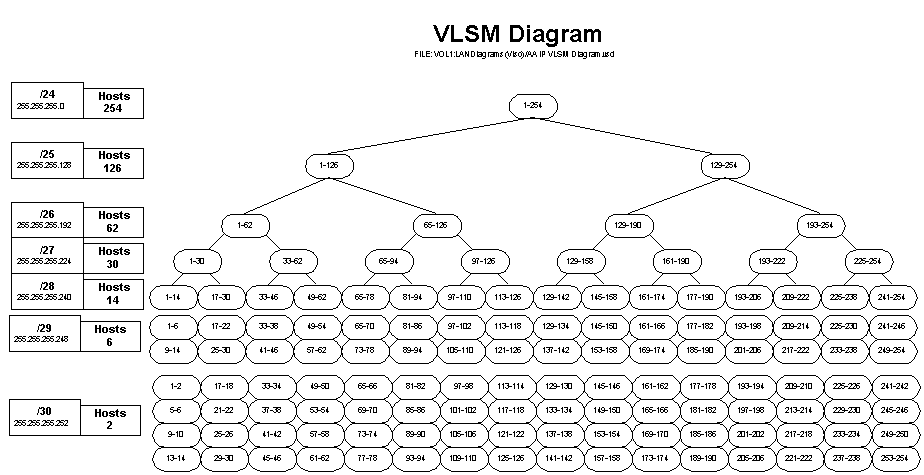 VLSM Diagram
FILE: VOL1:LANDiagrams (Visio)/AA IP VLSM Diagram.vsd
/24
255.255.255.0
Hosts
254
1-254
/25
255.255.255.128
Hosts
126
1-126 129-254
/26
255.255.255.192
Hosts
62
1-62 65-126 129-190 193-254
/27
255.255.255.224
Hosts
30
1-30 33-62 65-94 97-126 129-158 161-190 193-222 225-254
/28
255.255.255.240
Hosts
14
1-14 17-30 33-46 49-62 65-78 81-94 97-110 113-126 129-142 145-158 161-174 177-190 193-206 209-222 225-238 241-254
/29
255.255.255.248
Hosts
6
1-6 17-22 33-38 49-54 65-70 81-86 97-102 113-118 129-134 145-150 161-166 177-182 193-198 209-214 225-230 241-246
9-14 25-30 41-46 57-62 73-78 89-94 105-110 121-126 137-142 153-158 169-174 185-190 201-206 217-222 233-238 249-254
/30
255.255.255.252
Hosts
2
1-2 17-18 33-34 49-50 65-66 81-82 97-98 113-114 129-130 145-146 161-162 177-178 193-194 209-210 225-226 241-242
5-6 21-22 37-38 53-54 69-70 85-86 101-102 117-118 133-134 149-150 165-166 181-182 197-198 213-214 229-230 245-246
9-10 25-26 41-42 57-58 73-74 89-90 105-106 121-122 137-138 153-154 169-170 185-186 201-202 217-218 233-234 249-250
13-14 29-30 45-46 61-62 77-78 93-94 109-110 125-126 141-142 157-158 173-174 189-190 205-206 221-222 237-238 253-254